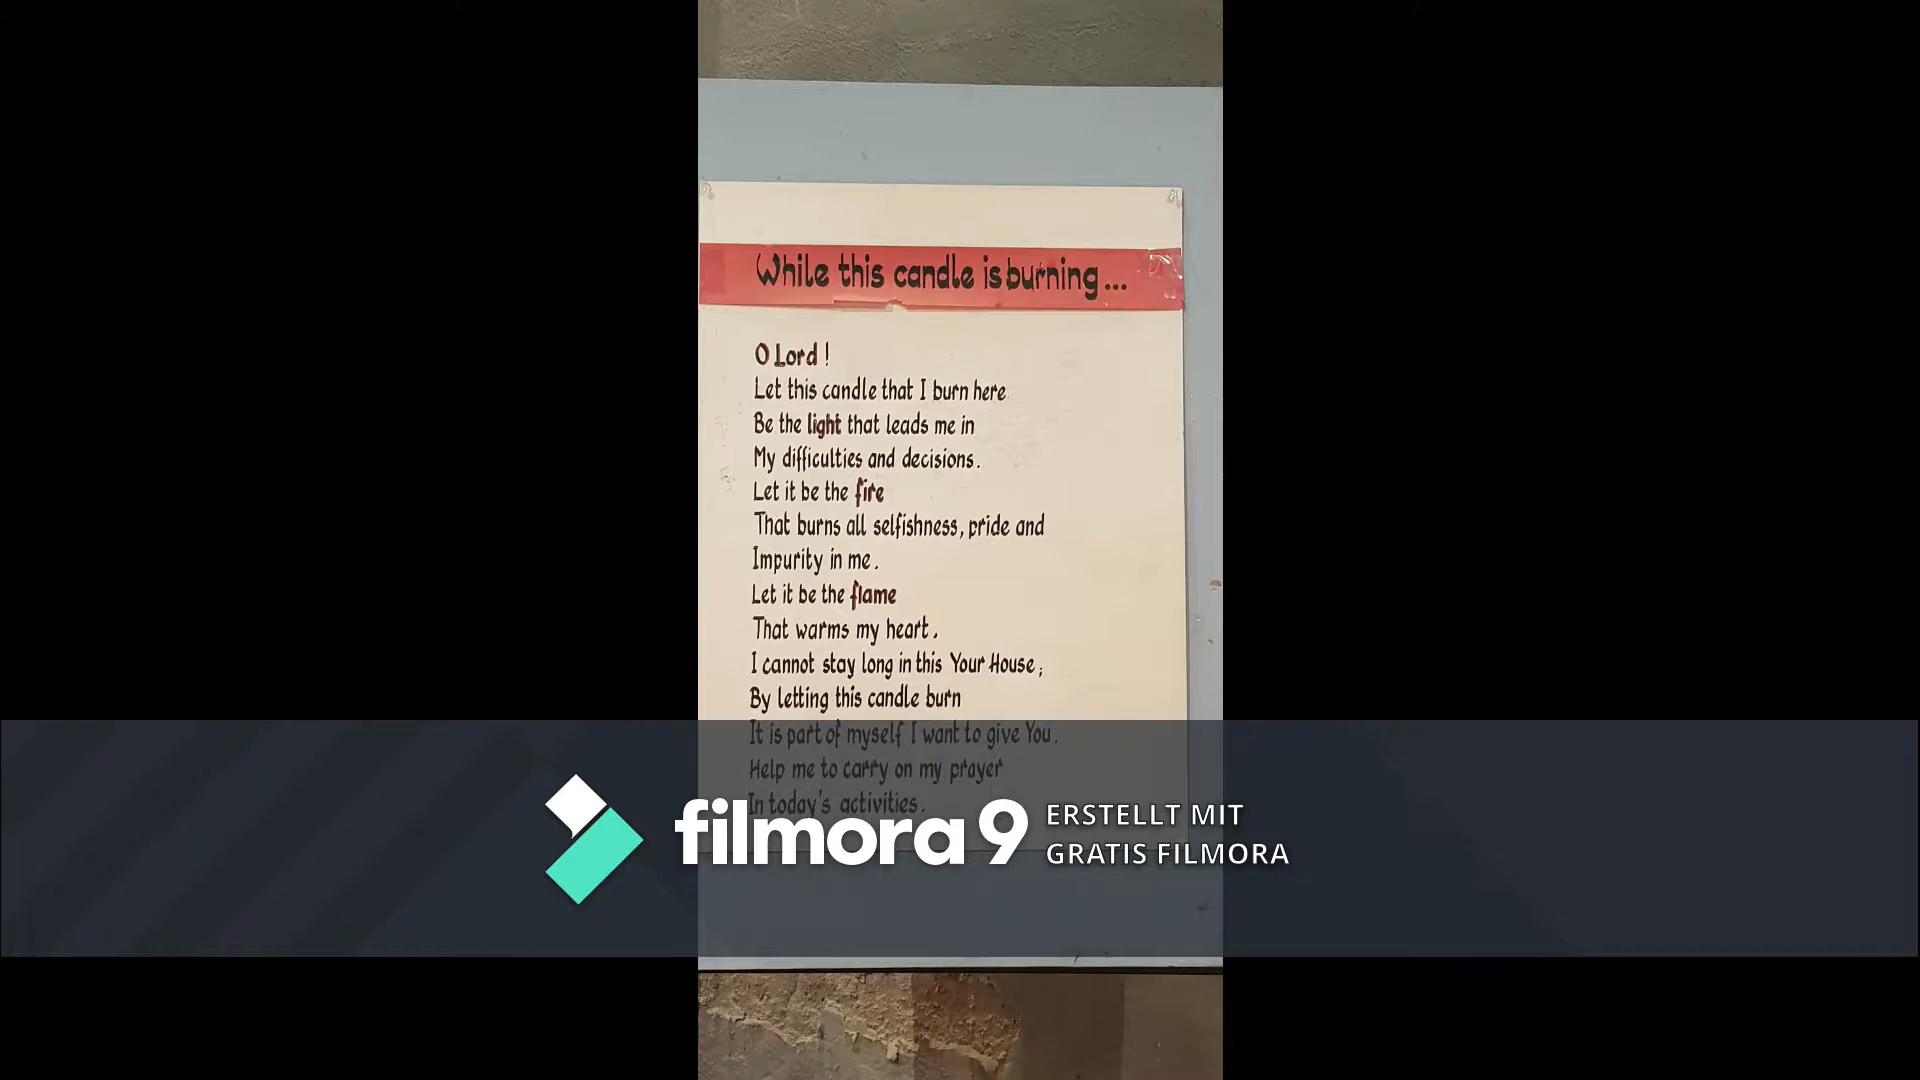 While this candle is burning...
O Lord !
Let this candle that I burn here
Be the light that leads me in
My difficulties and decisions.
Let it be the fire
That burns all selfishness, pride and
Impurity in me.
Let it be the flame
That warms my heart.
I cannot stay long in this Your House;
By letting this candle burn
It is part of myself I want to give You.
Help me to carry on my prayer
In today's activities.
filmora9
ERSTELLT MIT
GRATIS FILMORA